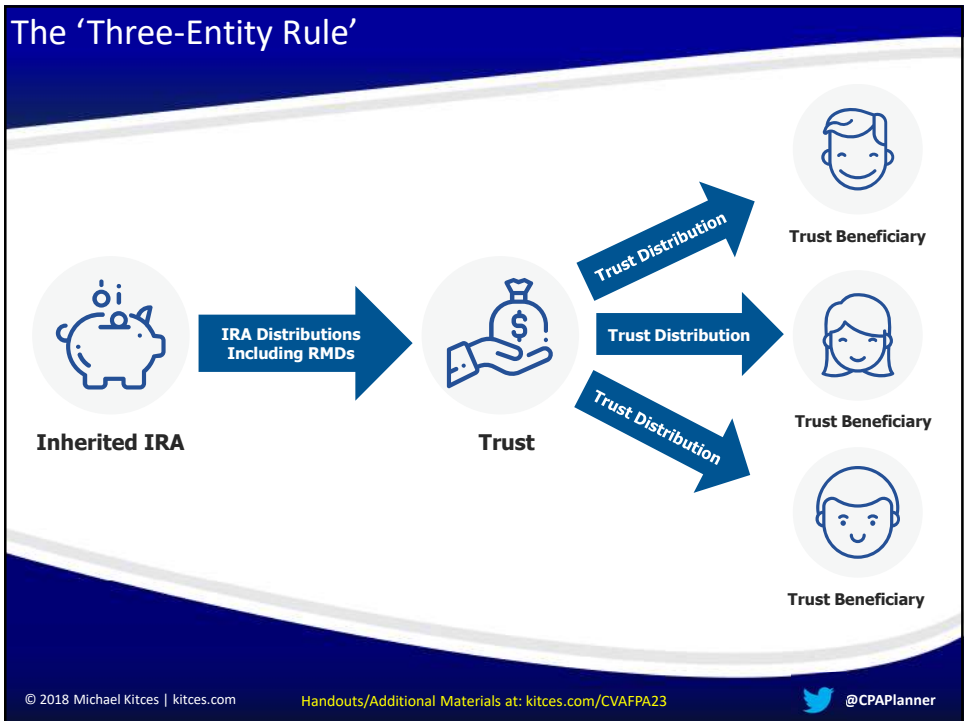 The ‘Three-Entity Rule’
Trust Beneficiary
Trust Distribution
IRA Distributions
Including RMDs
$
Trust Distribution
Inherited IRA
Trust
Trust Beneficiary
Trust Distribution
Trust Beneficiary
© 2018 Michael Kitces | kitces.com
Handouts/Additional Materials at: kitces.com/CVAFPA23
@CPAPlanner